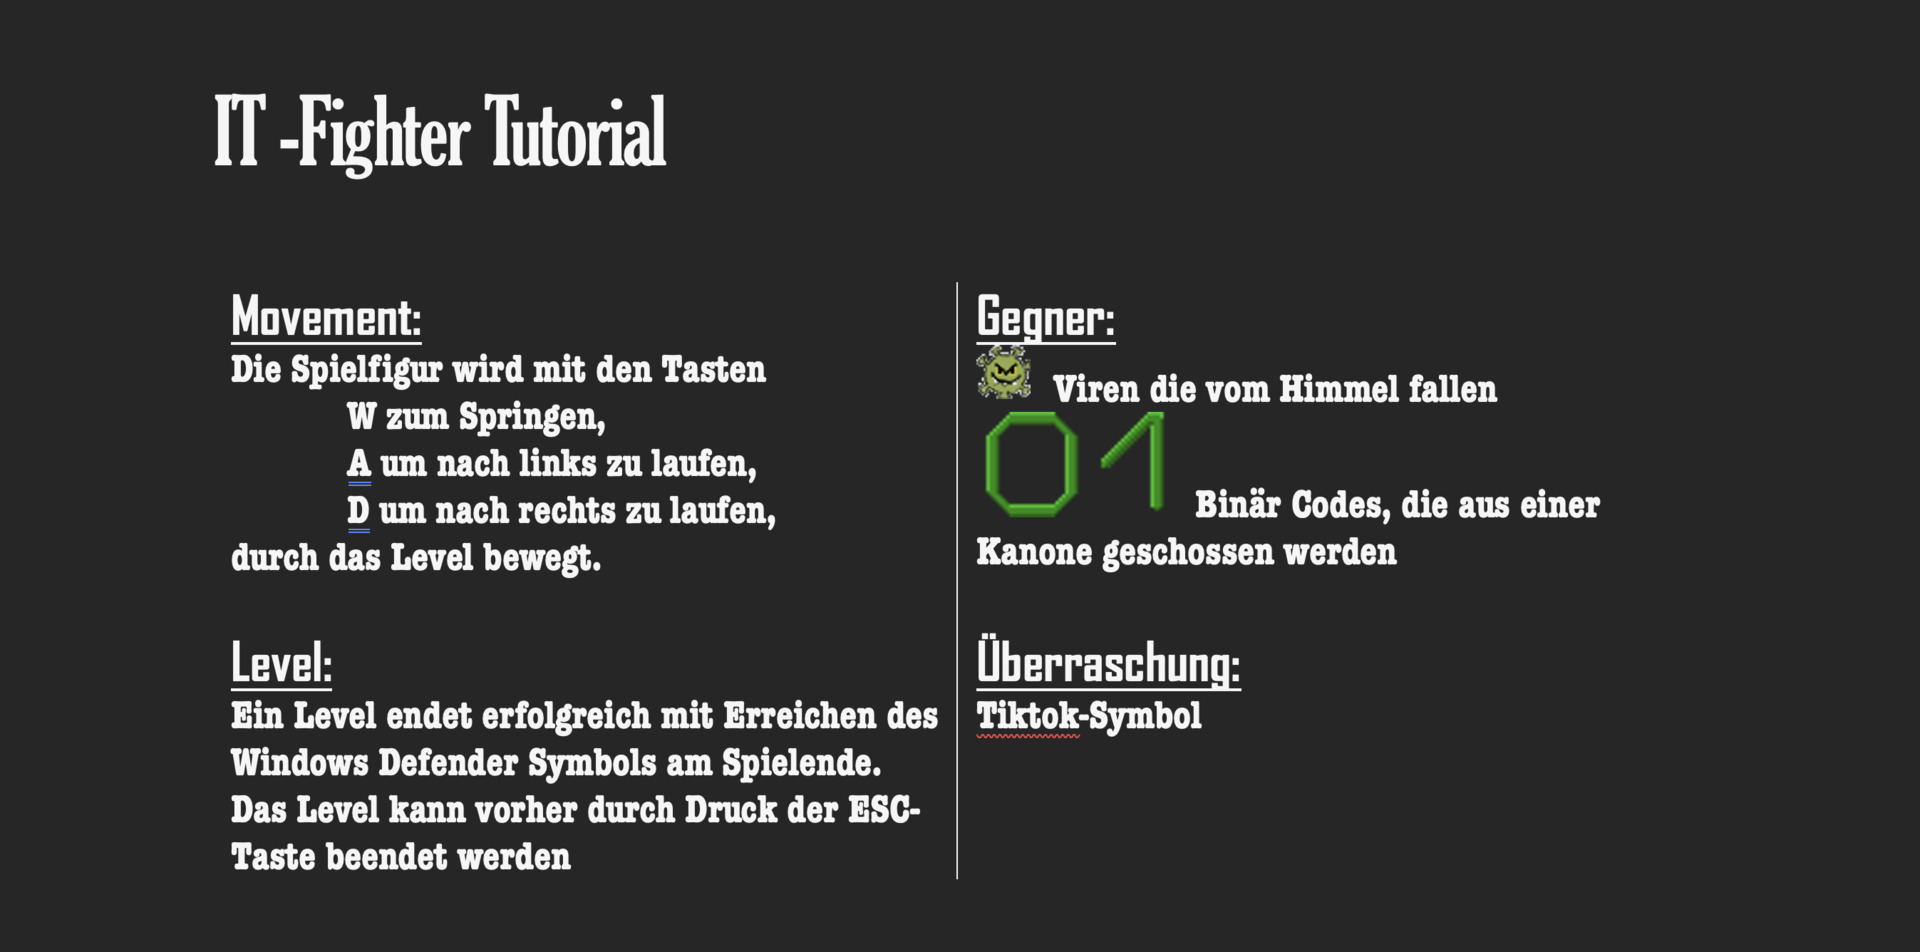 IT -Fighter Tutorial
Movement:
Die Spielfigur wird mit den Tasten
W zum Springen,
A um nach links zu laufen,
D um nach rechts zu laufen,
durch das Level bewegt.
Level:
Ein Level endet erfolgreich mit Erreichen des
Windows Defender Symbols am Spielende.
Das Level kann vorher durch Druck der ESC-
Taste beendet werden
Gegner:
Viren die vom Himmel fallen
01 Binär Codes, die aus einer
Kanone geschossen werden
Überraschung:
Tiktok-Symbol